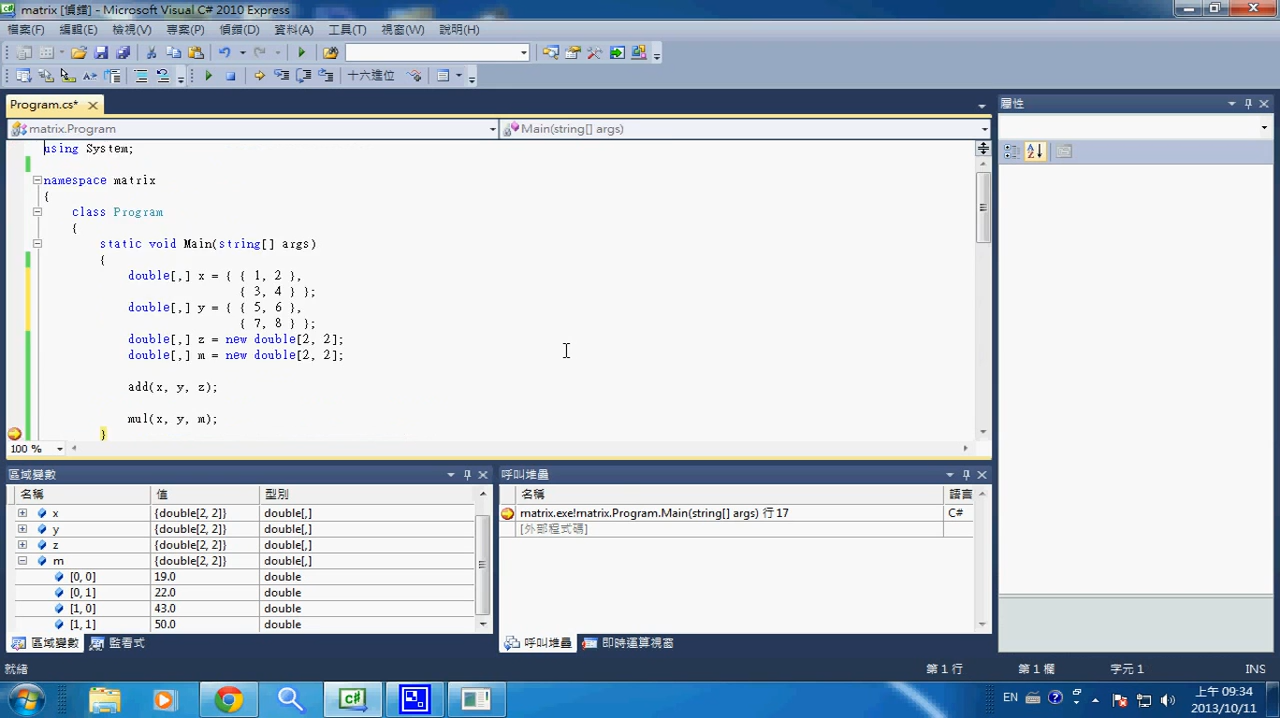 matrix [偵錯] - Microsoft Visual C# 2010 Express
檔案(F) 編輯(E) 檢視(V) 專案(P) 偵錯(D) 資料(A) 工具(T) 視窗(W) 說明(H)
十六進位
Program.cs*
matrix.Program Main(string[] args)
using System;
namespace matrix
{
class Program
{
static void Main(string[] args)
{
double[,] x = { { 1, 2 },
{ 3, 4 } };
double[,] y = { { 5, 6 },
{ 7, 8 } };
double[,] z = new double[2, 2];
double[,] m = new double[2, 2];
add(x, y, z);
mul(x, y, m);
}
100 %
屬性
區域變數
名稱 值 型別
x {double[2, 2]} double[,]
y {double[2, 2]} double[,]
z {double[2, 2]} double[,]
m {double[2, 2]} double[,]
[0, 0] 19.0 double
[0, 1] 22.0 double
[1, 0] 43.0 double
[1, 1] 50.0 double
區域變數 監看式
呼叫堆疊
名稱 語言
matrix.exe!matrix.Program.Main(string[] args) 行 17 C#
[外部程式碼]
呼叫堆疊 即時運算視窗
就緒 第 1 行 第 1 欄 字元 1 INS
EN
上午 09:34
2013/10/11